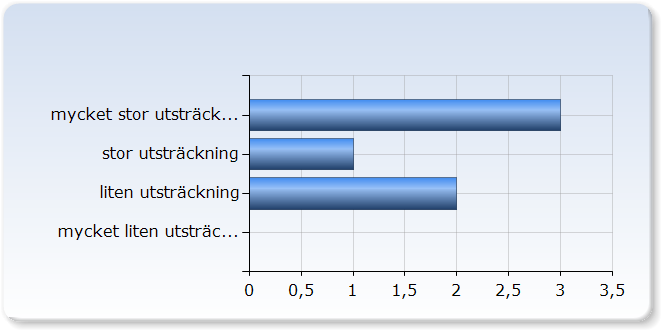 mycket stor utsträck...
stor utsträckning
liten utsträckning
mycket liten utsträc...
0 0,5 1 1,5 2 2,5 3 3,5